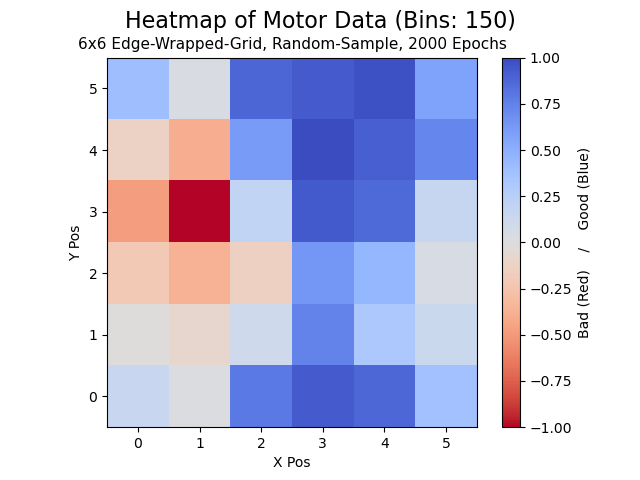 Heatmap of Motor Data (Bins: 150)
6x6 Edge-Wrapped-Grid, Random-Sample, 2000 Epochs
5
4
3
2
1
0
Y Pos
0 1 2 3 4 5
X Pos
1.00
0.75
0.50
0.25
0.00
−0.25
−0.50
−0.75
−1.00
Bad (Red) / Good (Blue)